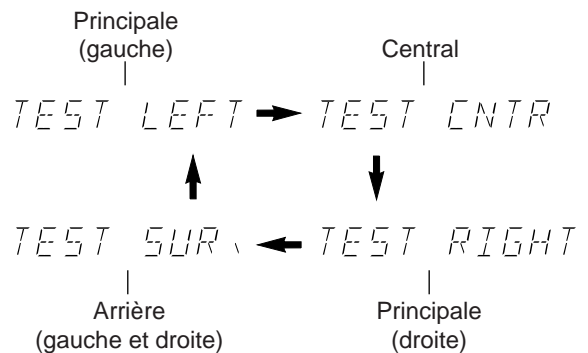 Principale
(gauche)
Central
TEST LEFT
TEST CNTR
TEST SUR.
TEST RIGHT
Arrière
(gauche et droite)
Principale
(droite)